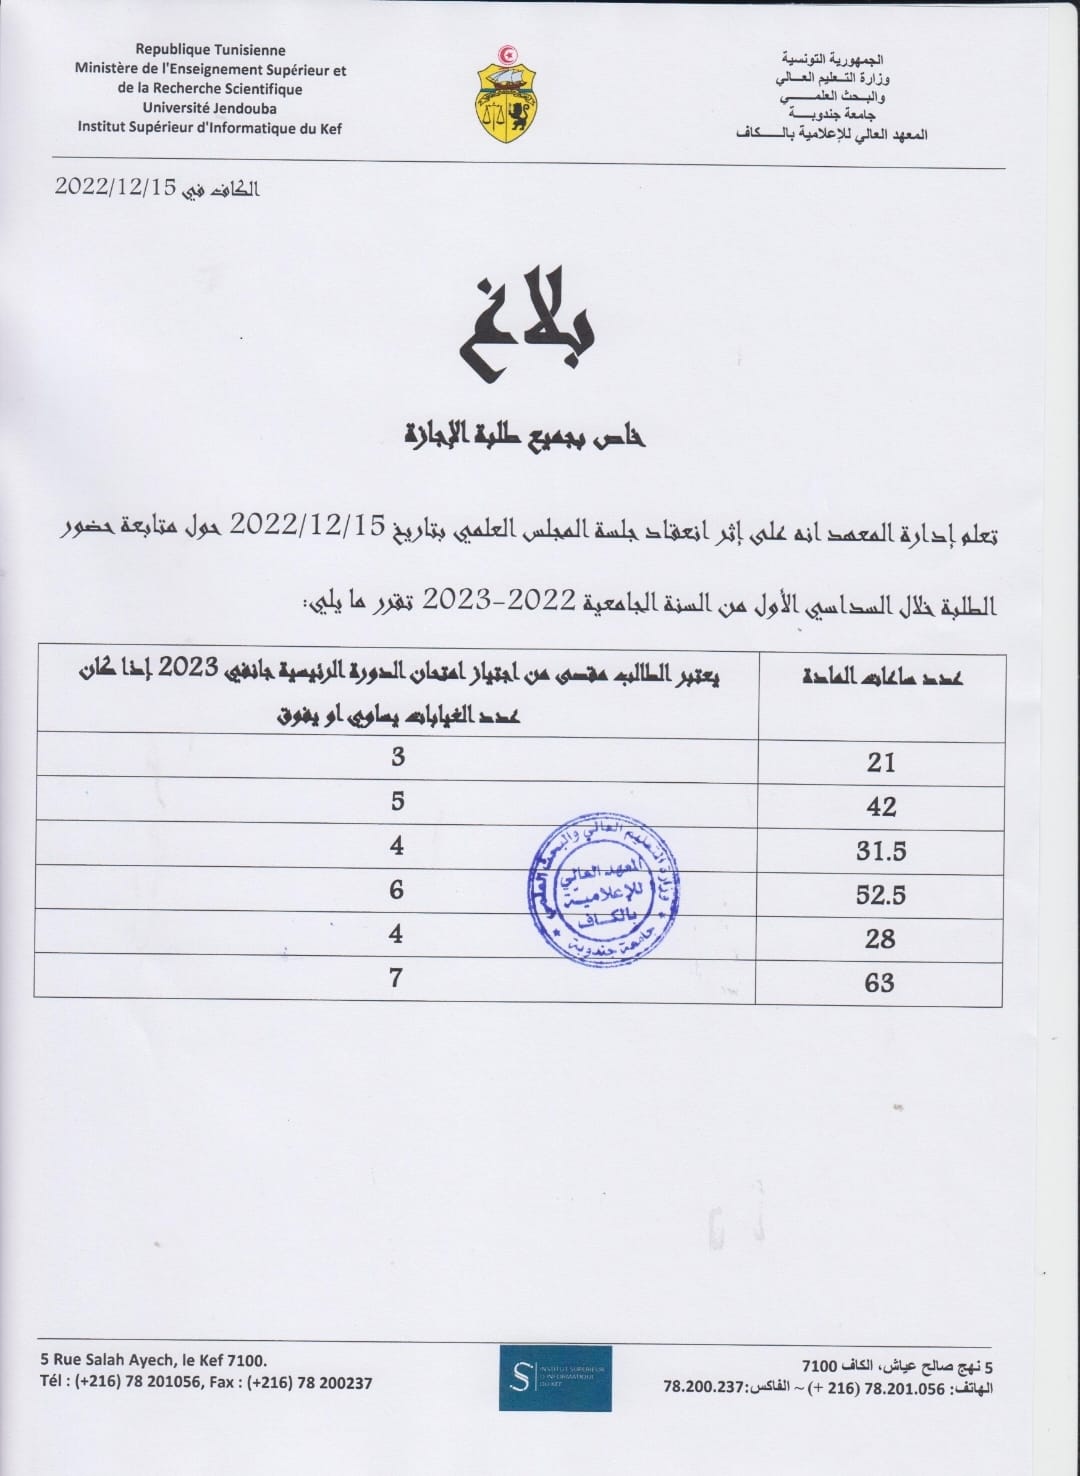 Republique Tunisienne
Ministère de l'Enseignement Supérieur et
de la Recherche Scientifique
Université Jendouba
Institut Supérieur d'Informatique du Kef
الجمهورية التونسية
وزارة التعليم العالي
والبحث العلمي
جامعة جندوبة
المعهد العالي للإعلامية بالكاف
الكاف في 2022/12/15
بلاغ
خاص بجميع طلبة الإجازة
تعلم إدارة المعهد انه على إثر انعقاد جلسة المجلس العلمي بتاريخ 2022/12/15 حول متابعة حضور
الطلبة خلال السداسي الأول من السنة الجامعية 2022-2023 تقرر ما يلي:
عدد ساعات المادة
يعتبر الطالب مقصى من اجتياز امتحان الدورة الرئيسية جانفي 2023 إذا كان
عدد الغيابات يساوي او يفوق
21 3
42 5
31.5 4
52.5 6
28 4
63 7
وزارة التعليم العالي والبحث العلمي
المعهد العالي
للإعلامية
بالكاف
جامعة جندوبة
5 Rue Salah Ayech, le Kef 7100.
Tél : (+216) 78 201056, Fax : (+216) 78 200237
INSTITUT SUPERIEUR
D'INFORMATIQUE
DU KEF
5 نهج صالح عياش، الكاف 7100
الهاتف: 78.201.056 (216 +) ~ الفاكس:78.200.237